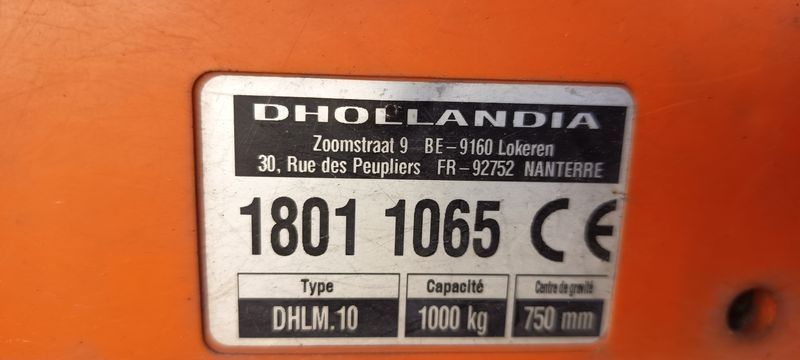 DHOLLANDIA
Zoomstraat 9 BE-9160 Lokeren
30, Rue des Peupliers FR-92752 NANTERRE
1801 1065 CE
Type Capacité Centre de gravité
DHLM.10 1000 kg 750 mm